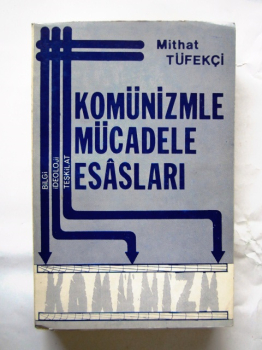 Mithat
TÜFEKÇİ
KOMÜNİZMLE
MÜCADELE
ESÂSLARI
BİLGİ
İDEOLOJİ
TEŞKİLAT
KOMÜNİZM